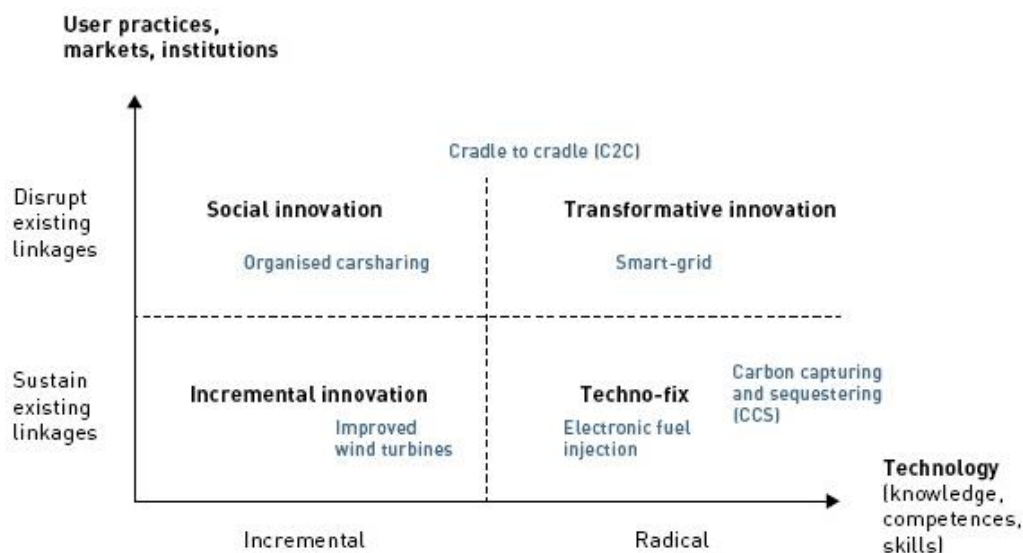 User practices,
markets, institutions
Cradle to cradle (C2C)
Disrupt
existing
linkages
Social innovation
Transformative innovation
Organised carsharing
Smart-grid
Sustain
existing
linkages
Incremental innovation
Techno-fix
Carbon capturing
and sequestering
(CCS)
Improved
wind turbines
Electronic fuel
injection
Technology
(knowledge,
competences,
skills)
Incremental
Radical